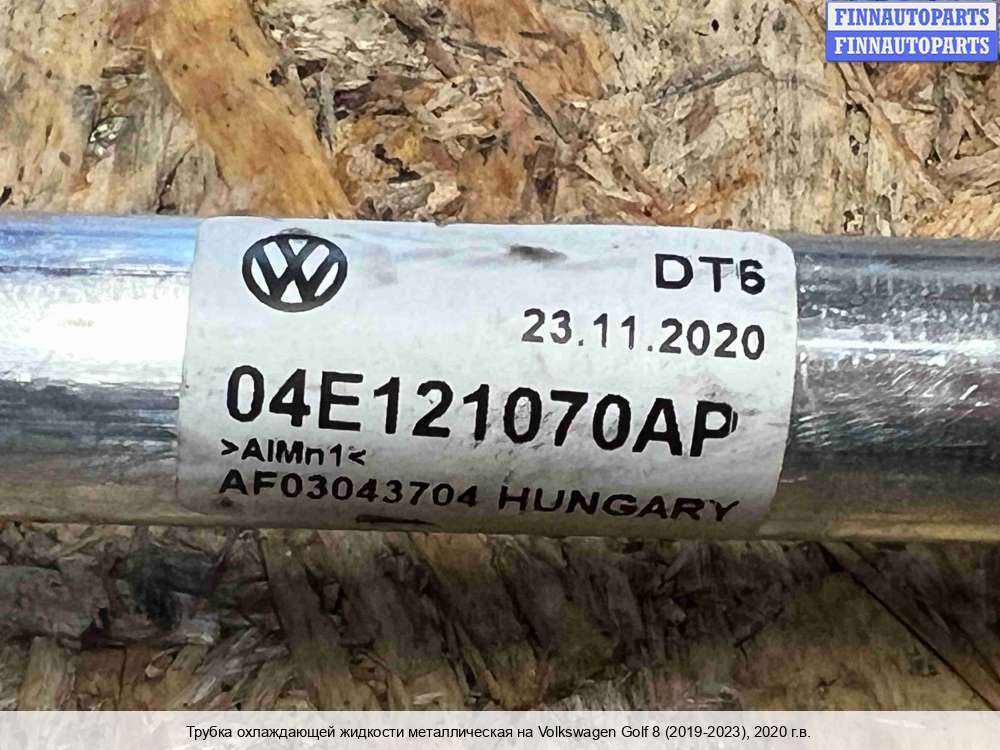 FINNAUTOPARTS
FINNAUTOPARTS
DT6
23.11.2020
04E121070AP
>AlMn1<
AF03043704 HUNGARY
Трубка охлаждающей жидкости металлическая на Volkswagen Golf 8 (2019-2023), 2020 г.в.